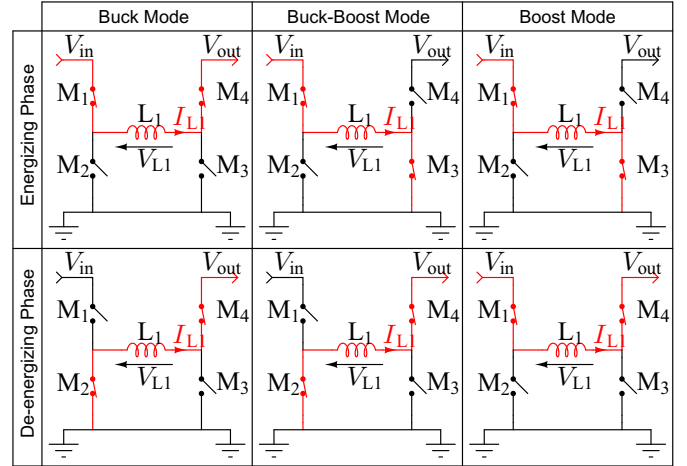 Buck Mode Buck-Boost Mode Boost Mode
Energizing Phase
Vin Vout Vin Vout Vin Vout
M1 M4 M1 M4 M1 M4
L1 IL1 L1 IL1 L1 IL1
M2 VL1 M3 M2 VL1 M3 M2 VL1 M3
De-energizing Phase
Vin Vout Vin Vout Vin Vout
M1 M4 M1 M4 M1 M4
L1 IL1 L1 IL1 L1 IL1
M2 VL1 M3 M2 VL1 M3 M2 VL1 M3